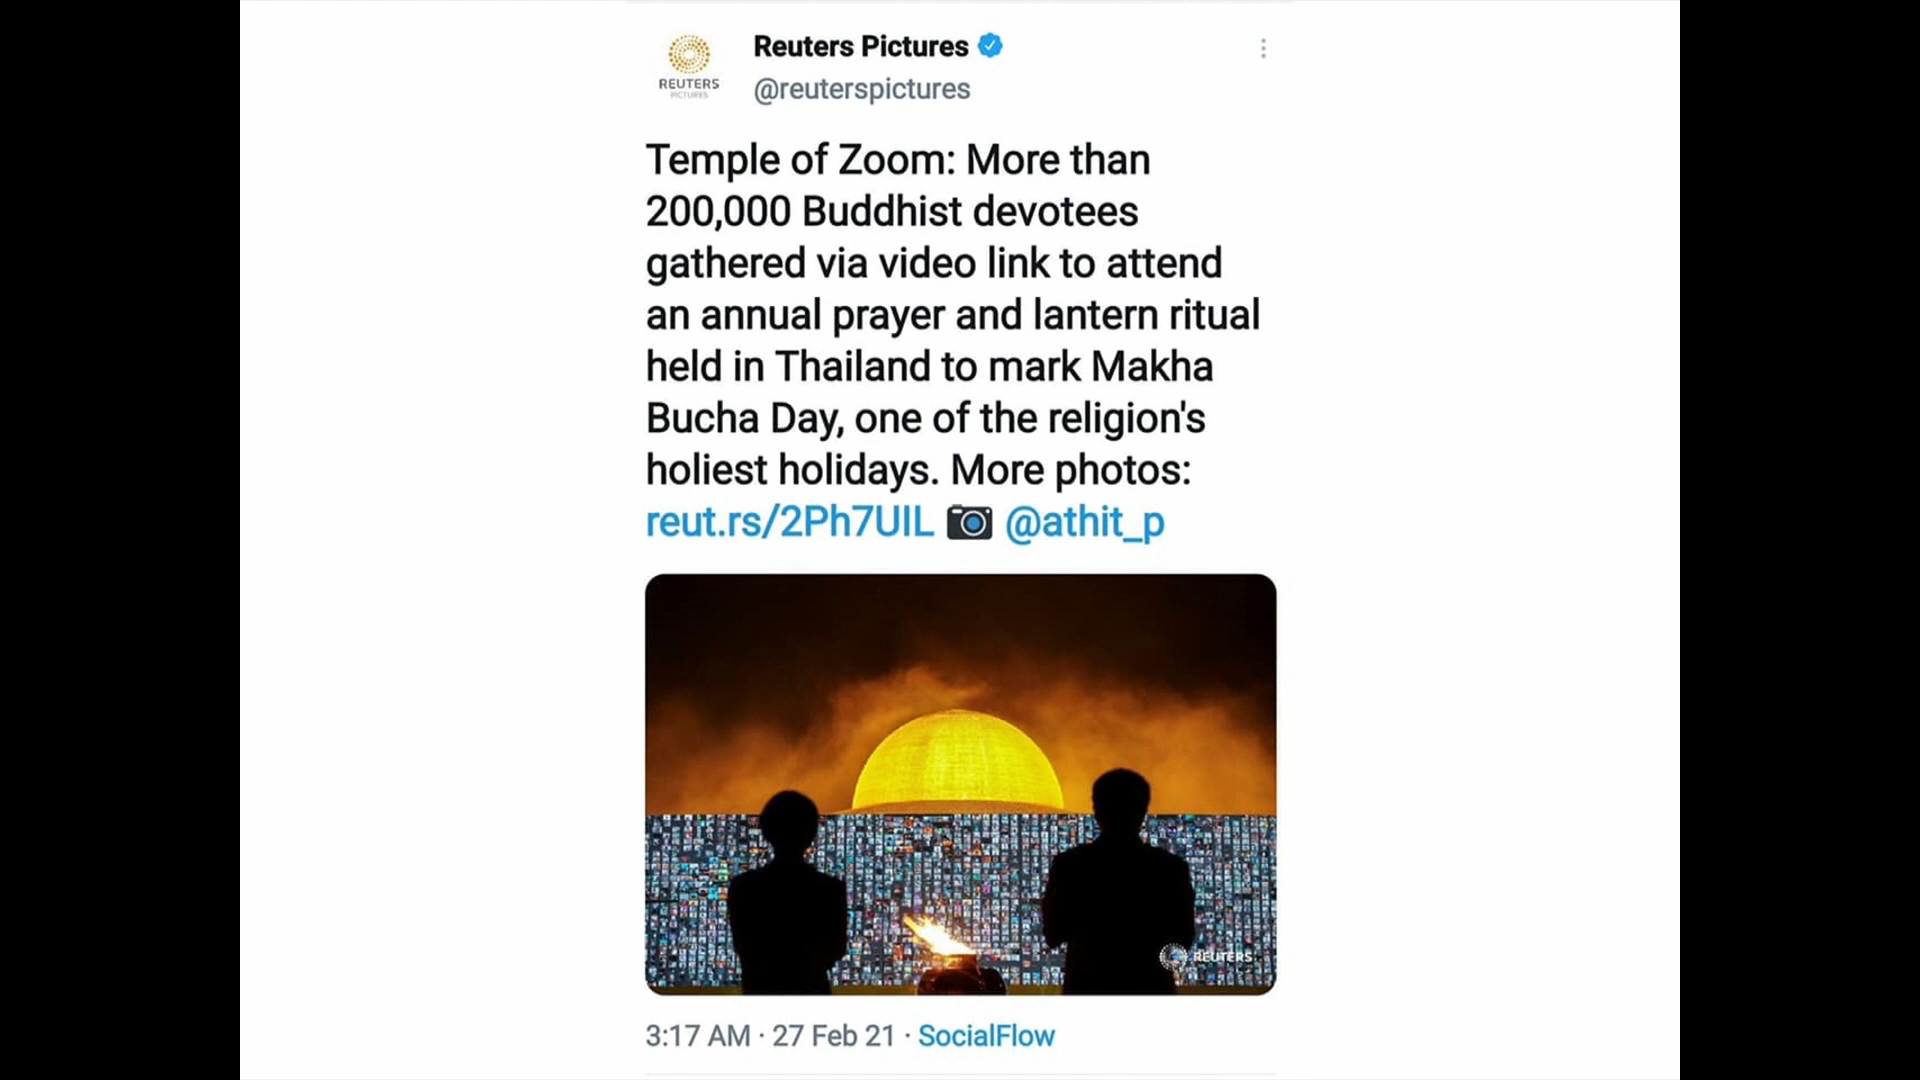 Reuters Pictures
REUTERS
PICTURES
@reuterspictures
Temple of Zoom: More than
200,000 Buddhist devotees
gathered via video link to attend
an annual prayer and lantern ritual
held in Thailand to mark Makha
Bucha Day, one of the religion's
holiest holidays. More photos:
reut.rs/2Ph7UIL @athit_p
REUTERS
3:17 AM · 27 Feb 21 · SocialFlow